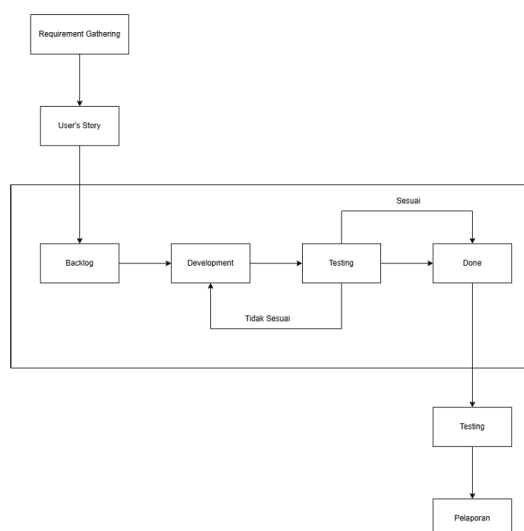 Requirement Gathering
User's Story
Sesuai
Backlog
Development
Testing
Done
Tidak Sesuai
Testing
Pelaporan